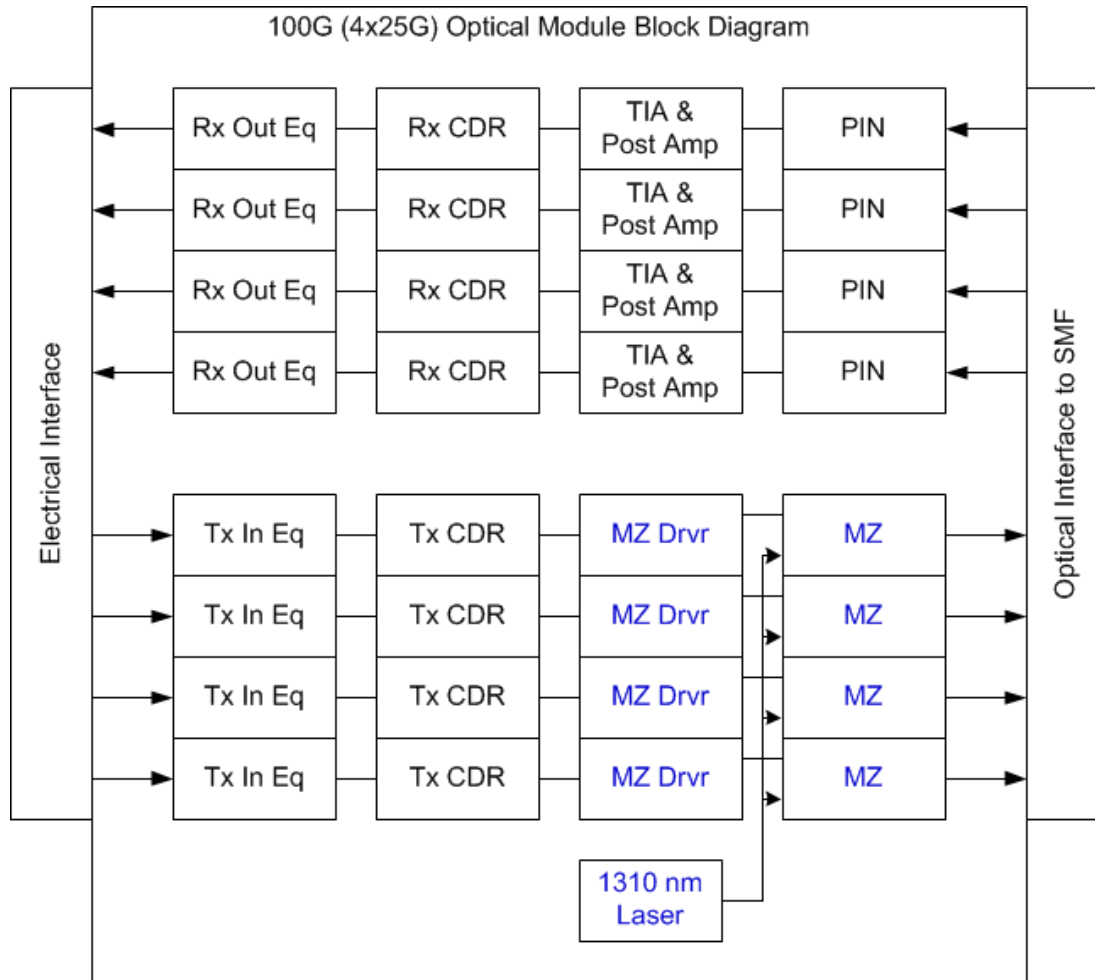 100G (4x25G) Optical Module Block Diagram
Electrical Interface
Rx Out Eq
Rx CDR
TIA &
Post Amp
PIN
Rx Out Eq
Rx CDR
TIA &
Post Amp
PIN
Rx Out Eq
Rx CDR
TIA &
Post Amp
PIN
Rx Out Eq
Rx CDR
TIA &
Post Amp
PIN
Tx In Eq
Tx CDR
MZ Drvr
MZ
Tx In Eq
Tx CDR
MZ Drvr
MZ
Tx In Eq
Tx CDR
MZ Drvr
MZ
Tx In Eq
Tx CDR
MZ Drvr
MZ
1310 nm
Laser
Optical Interface to SMF